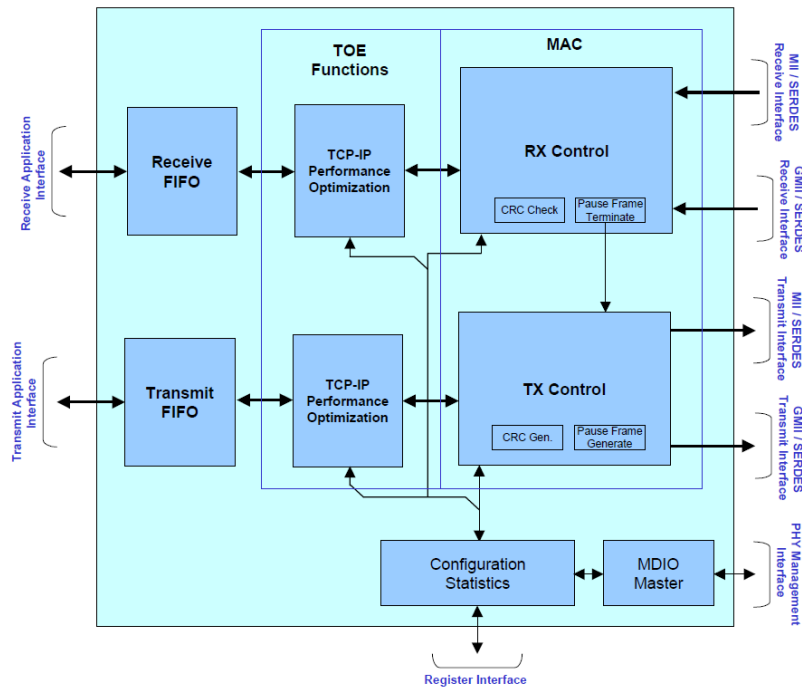 TOE
Functions
MAC
Receive Application
Interface
Receive
FIFO
TCP-IP
Performance
Optimization
RX Control
CRC Check
Pause Frame
Terminate
MII / SERDES
Receive Interface
GMII / SERDES
Receive Interface
Transmit Application
Interface
Transmit
FIFO
TCP-IP
Performance
Optimization
TX Control
CRC Gen.
Pause Frame
Generate
MII / SERDES
Transmit Interface
GMII / SERDES
Transmit Interface
Configuration
Statistics
MDIO
Master
PHY Management
Interface
Register Interface